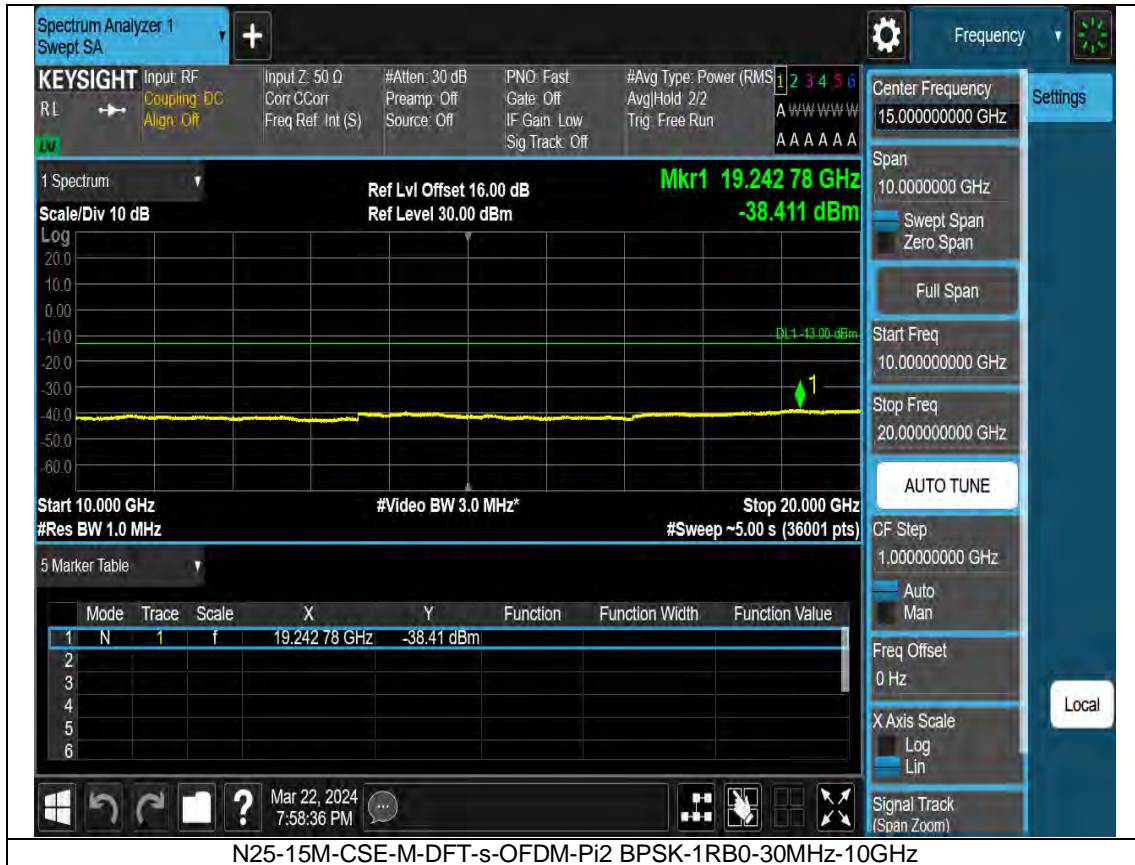 Spectrum Analyzer 1
Swept SA
+
Frequency
KEYSIGHT
RL
LXI
Input: RF
Coupling: DC
Align: Off
Input Z: 50 Ω
Corr CCorr
Freq Ref: Int (S)
#Atten: 30 dB
Preamp: Off
Source: Off
PNO: Fast
Gate: Off
IF Gain: Low
Sig Track: Off
#Avg Type: Power (RMS
Avg|Hold: 2/2
Trig: Free Run
1 2 3 4 5 6
A W W W W W
A A A A A A
1 Spectrum
Scale/Div 10 dB
Ref Lvl Offset 16.00 dB
Ref Level 30.00 dBm
Mkr1 19.242 78 GHz
-38.411 dBm
Log
20.0
10.0
0.00
-10.0
-20.0
-30.0
-40.0
-50.0
-60.0
DL1 -13.00 dBm
1
Start 10.000 GHz
#Video BW 3.0 MHz*
Stop 20.000 GHz
#Res BW 1.0 MHz
#Sweep ~5.00 s (36001 pts)
5 Marker Table
Mode Trace Scale X Y Function Function Width Function Value
1 N 1 f 19.242 78 GHz -38.41 dBm
2
3
4
5
6
Center Frequency
15.000000000 GHz
Settings
Span
10.0000000 GHz
Swept Span
Zero Span
Full Span
Start Freq
10.000000000 GHz
Stop Freq
20.000000000 GHz
AUTO TUNE
CF Step
1.000000000 GHz
Auto
Man
Freq Offset
0 Hz
X Axis Scale
Log
Lin
Local
Signal Track
(Span Zoom)
?
Mar 22, 2024
7:58:36 PM
N25-15M-CSE-M-DFT-s-OFDM-Pi2 BPSK-1RB0-30MHz-10GHz